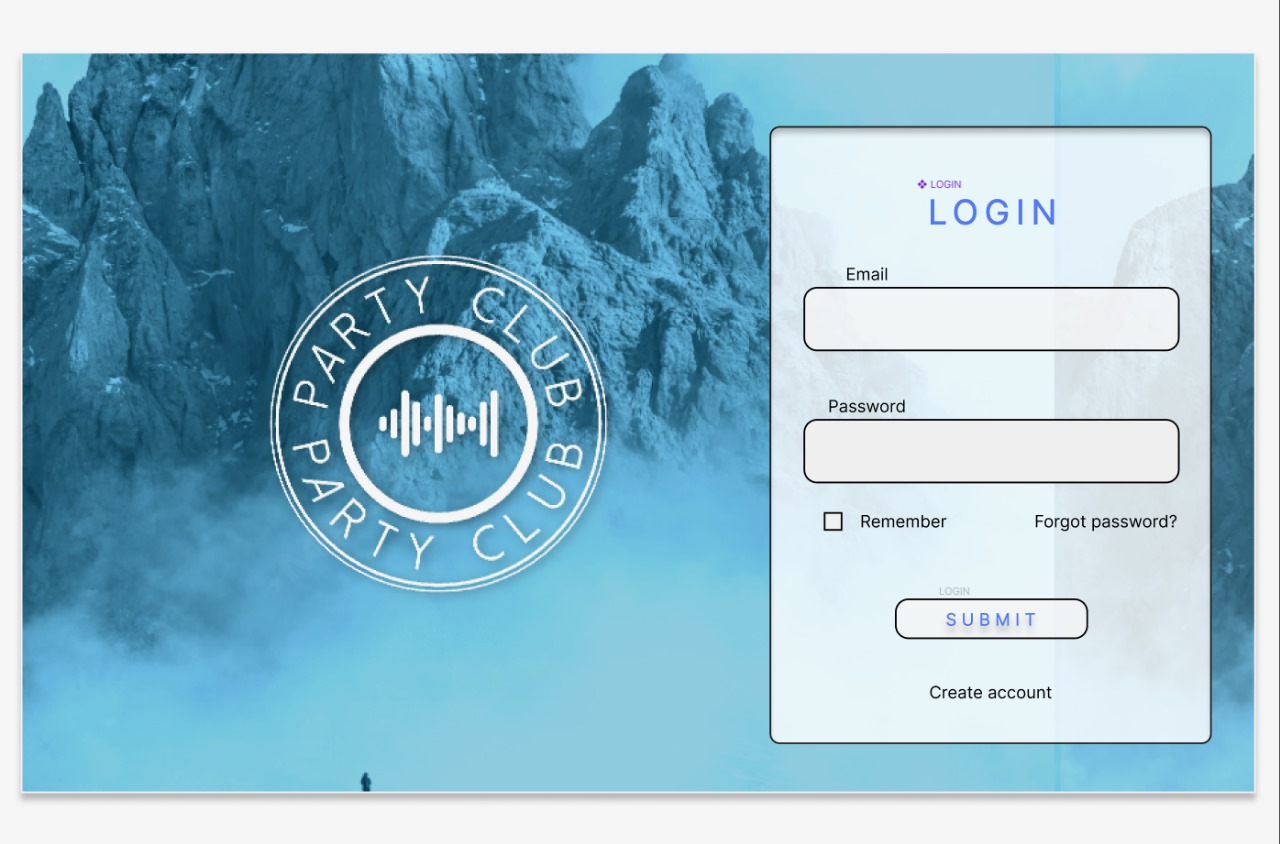 PARTY CLUB
PARTY CLUB
LOGIN
LOGIN
Email
Password
Remember
Forgot password?
LOGIN
SUBMIT
Create account